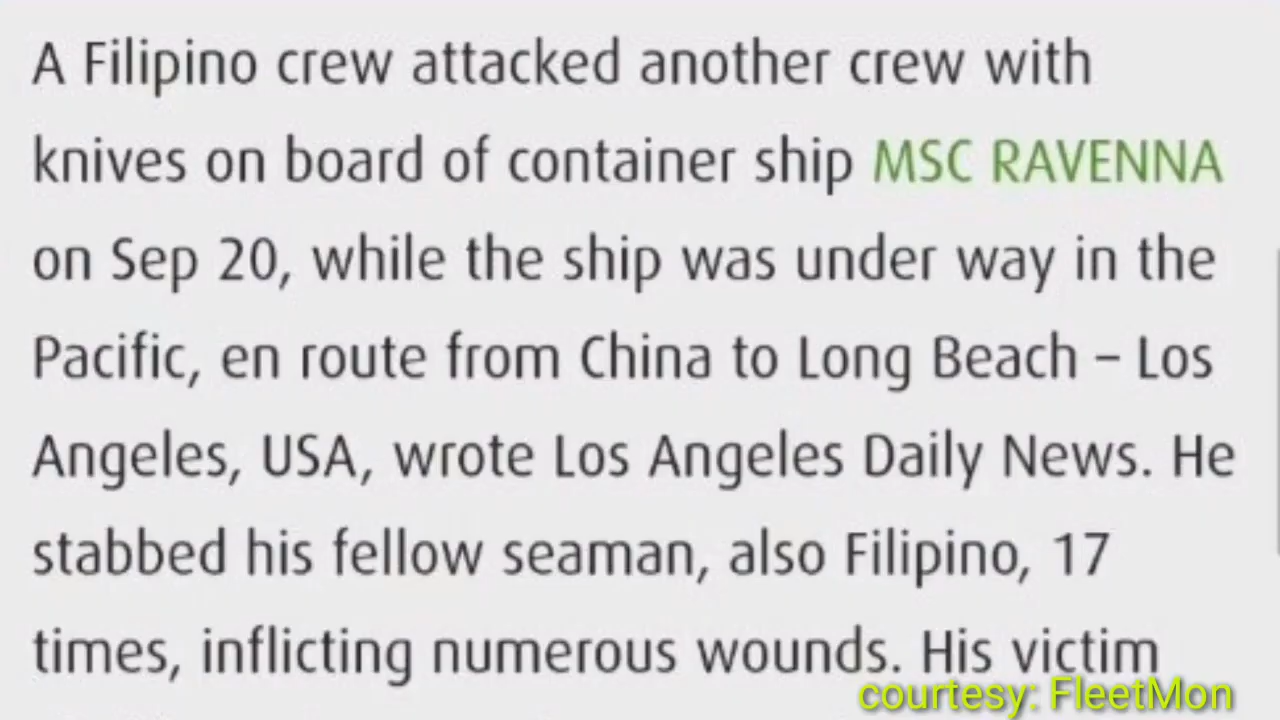 A Filipino crew attacked another crew with
knives on board of container ship MSC RAVENNA
on Sep 20, while the ship was under way in the
Pacific, en route from China to Long Beach – Los
Angeles, USA, wrote Los Angeles Daily News. He
stabbed his fellow seaman, also Filipino, 17
times, inflicting numerous wounds. His victim
courtesy: FleetMon